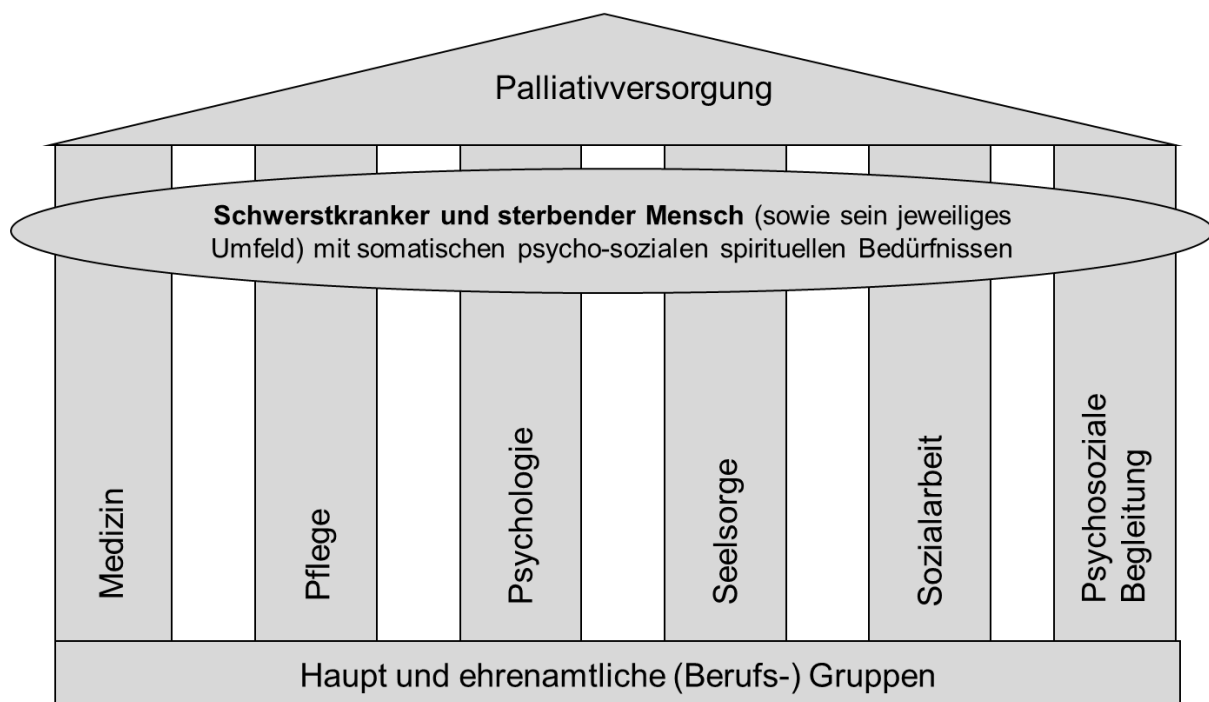 Palliativversorgung
Schwerstkranker und sterbender Mensch (sowie sein jeweiliges
Umfeld) mit somatischen psycho-sozialen spirituellen Bedürfnissen
Medizin
Pflege
Psychologie
Seelsorge
Sozialarbeit
Psychosoziale
Begleitung
Haupt und ehrenamtliche (Berufs-) Gruppen